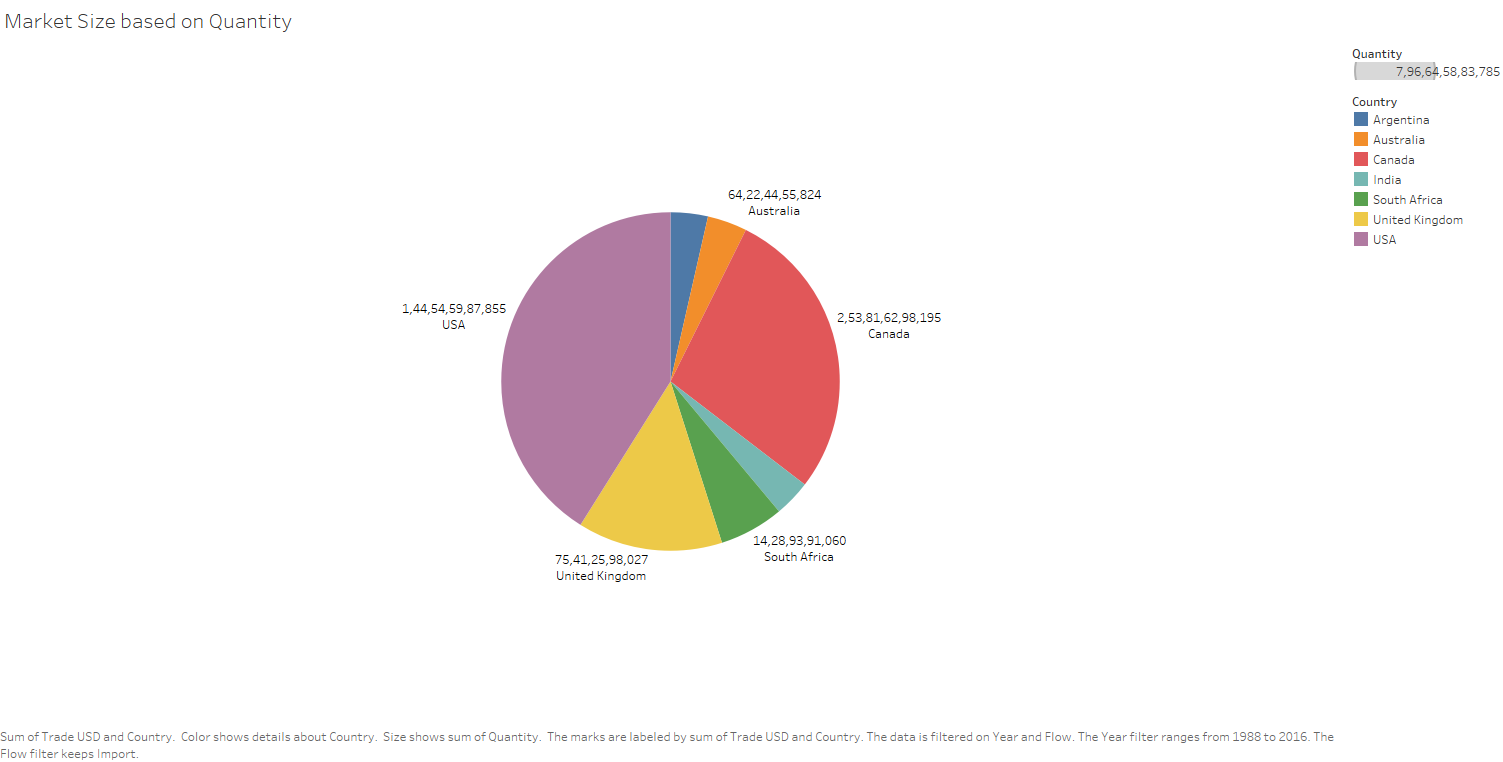 Market Size based on Quantity
Quantity
7,96,64,58,83,785
Country
Argentina
Australia
Canada
India
South Africa
United Kingdom
USA
64,22,44,55,824
Australia
1,44,54,59,87,855
USA
2,53,81,62,98,195
Canada
14,28,93,91,060
South Africa
75,41,25,98,027
United Kingdom
Sum of Trade USD and Country.  Color shows details about Country.  Size shows sum of Quantity.  The marks are labeled by sum of Trade USD and Country. The data is filtered on Year and Flow. The Year filter ranges from 1988 to 2016. The
Flow filter keeps Import.